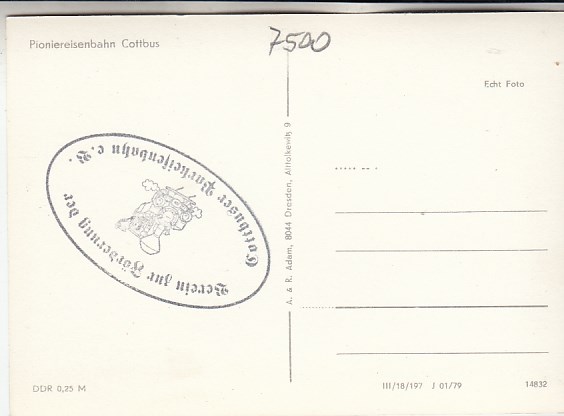 Pioniereisenbahn Cottbus
7500
Echt Foto
Verein zur Förderung der
Cottbuser Parkeisenbahn e.V.
A. & R. Adam, 8044 Dresden, Altlolkewitz 9
DDR 0,25 M
III/18/197 J 01/79
14832